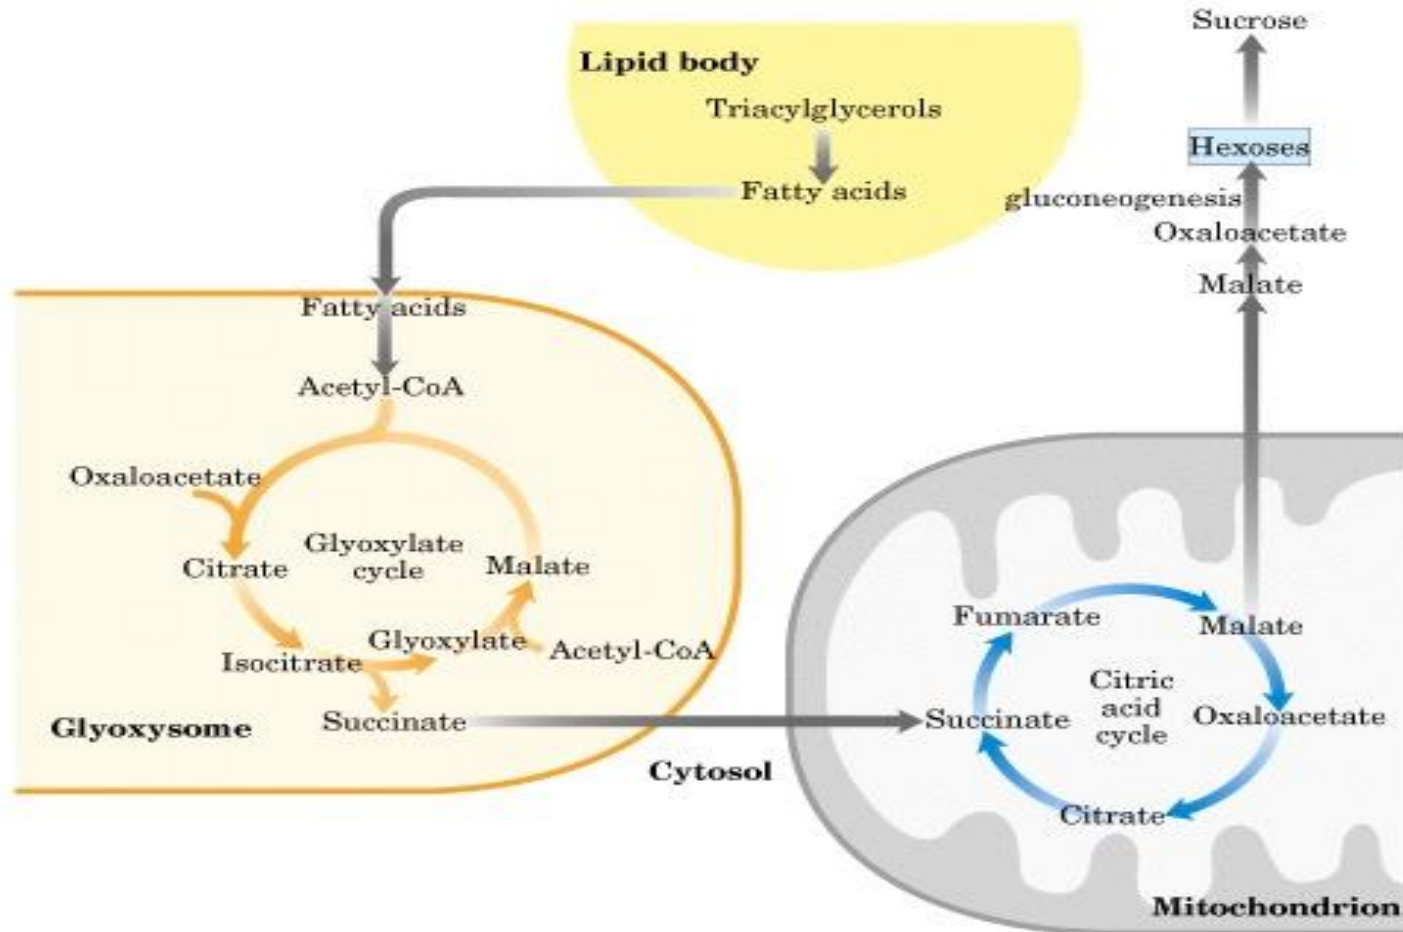 Sucrose
Lipid body
Triacylglycerols
Hexoses
Fatty acids
gluconeogenesis
Oxaloacetate
Malate
Fatty acids
Acetyl-CoA
Oxaloacetate
Glyoxylate
cycle
Citrate
Malate
Glyoxylate
Acetyl-CoA
Isocitrate
Succinate
Glyoxysome
Cytosol
Fumarate
Malate
Citric
acid
cycle
Succinate
Oxaloacetate
Citrate
Mitochondrion